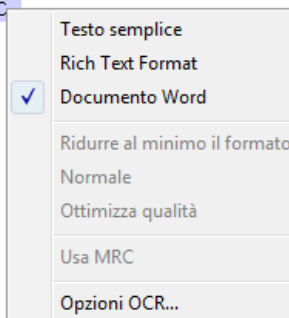 Testo semplice
Rich Text Format
Documento Word
Ridurre al minimo il formato
Normale
Ottimizza qualità
Usa MRC
Opzioni OCR...